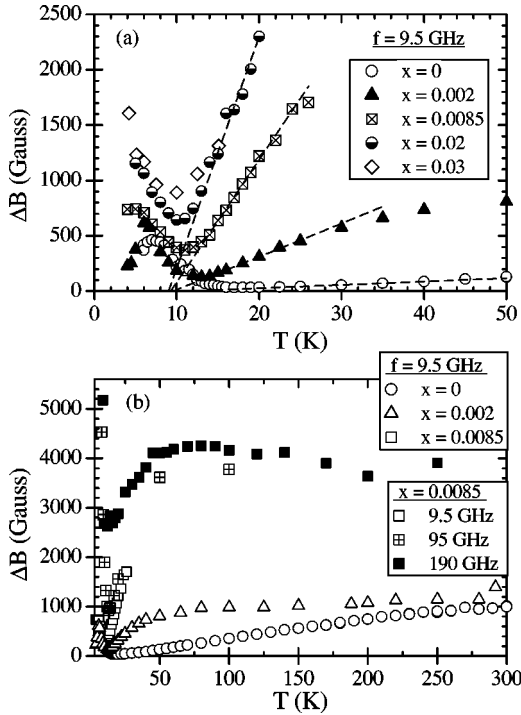 2500
2000
1500
1000
500
0
ΔB (Gauss)
(a)
f = 9.5 GHz
x = 0
x = 0.002
x = 0.0085
x = 0.02
x = 0.03
0 10 20 30 40 50
T (K)
5000
4000
3000
2000
1000
0
ΔB (Gauss)
(b)
f = 9.5 GHz
x = 0
x = 0.002
x = 0.0085
x = 0.0085
9.5 GHz
95 GHz
190 GHz
50 100 150 200 250 300
T (K)